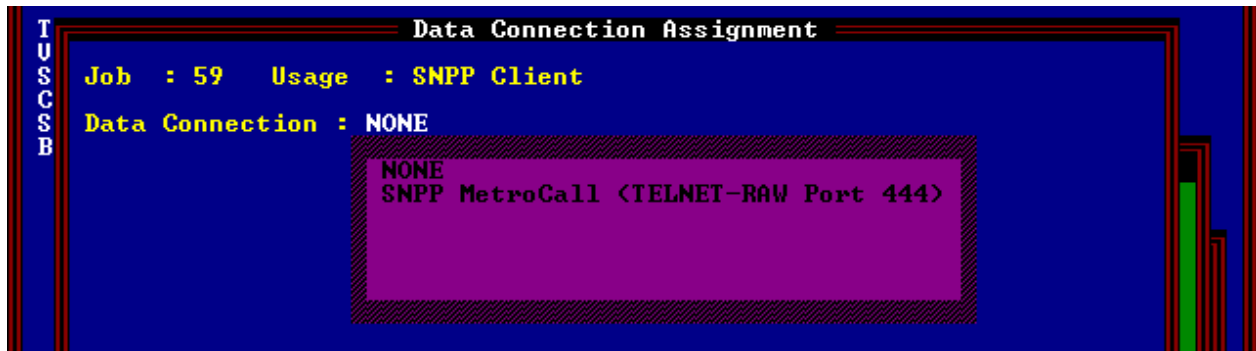 Data Connection Assignment
T
V
S
C
S
B
Job : 59 Usage : SNPP Client
Data Connection : NONE
NONE
SNPP MetroCall (TELNET-RAW Port 444)